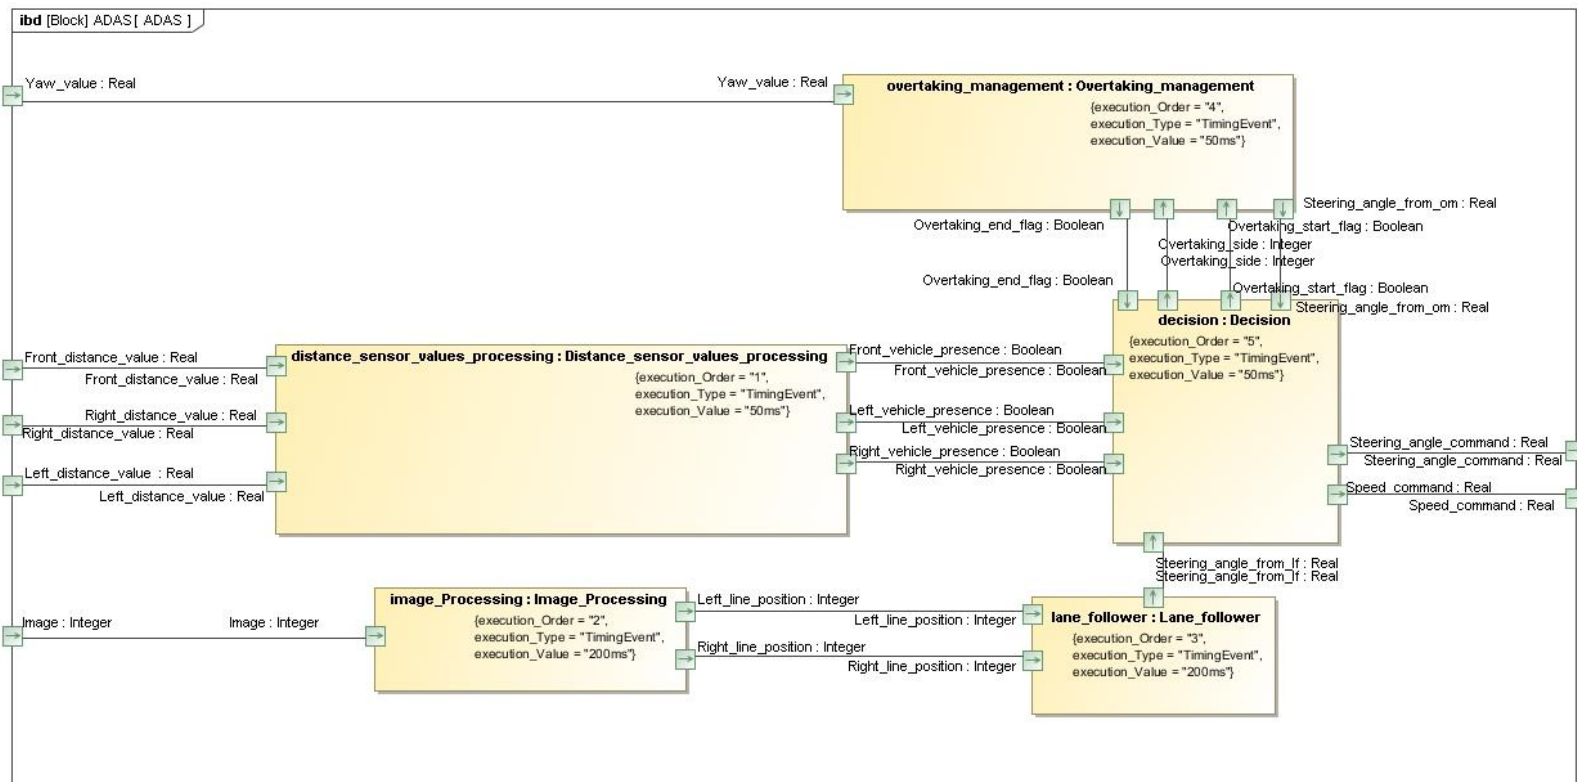 ibd [Block] ADAS[ ADAS ]
Yaw_value : Real
Yaw_value : Real
overtaking_management : Overtaking_management
{execution_Order = "4",
execution_Type = "TimingEvent",
execution_Value = "50ms"}
Steering_angle_from_om : Real
Overtaking_end_flag : Boolean
Overtaking_start_flag : Boolean
Overtaking_side : Integer
Overtaking_side : Integer
Overtaking_end_flag : Boolean
Overtaking_start_flag : Boolean
Steering_angle_from_om : Real
decision : Decision
{execution_Order = "5",
execution_Type = "TimingEvent",
execution_Value = "50ms"}
Front_distance_value : Real
Front_distance_value : Real
Right_distance_value : Real
Right_distance_value : Real
Left_distance_value : Real
Left_distance_value : Real
distance_sensor_values_processing : Distance_sensor_values_processing
{execution_Order = "1",
execution_Type = "TimingEvent",
execution_Value = "50ms"}
Front_vehicle_presence : Boolean
Front_vehicle_presence : Boolean
Left_vehicle_presence : Boolean
Left_vehicle_presence : Boolean
Right_vehicle_presence : Boolean
Right_vehicle_presence : Boolean
Steering_angle_command : Real
Steering_angle_command : Real
Speed_command : Real
Speed_command : Real
Steering_angle_from_lf : Real
Steering_angle_from_lf : Real
Image : Integer
Image : Integer
image_Processing : Image_Processing
{execution_Order = "2",
execution_Type = "TimingEvent",
execution_Value = "200ms"}
Left_line_position : Integer
Left_line_position : Integer
Right_line_position : Integer
Right_line_position : Integer
lane_follower : Lane_follower
{execution_Order = "3",
execution_Type = "TimingEvent",
execution_Value = "200ms"}